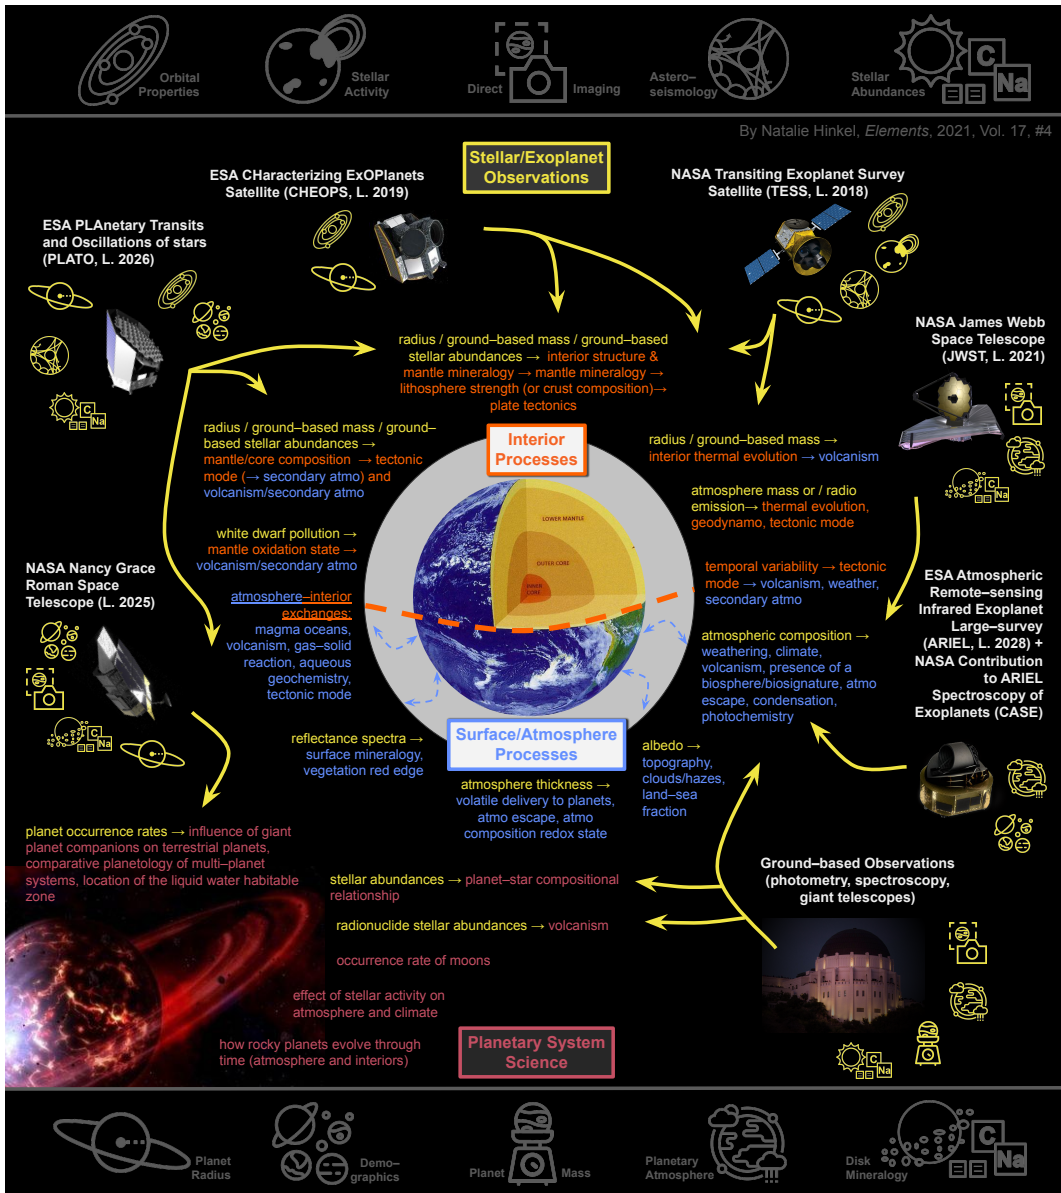 Orbital
Properties
Stellar
Activity
Direct
Imaging
Astero–
seismology
Stellar
Abundances
C
Na
By Natalie Hinkel, Elements, 2021, Vol. 17, #4
Stellar/Exoplanet
Observations
ESA CHaracterizing ExOPlanets
Satellite (CHEOPS, L. 2019)
NASA Transiting Exoplanet Survey
Satellite (TESS, L. 2018)
ESA PLAnetary Transits
and Oscillations of stars
(PLATO, L. 2026)
C
Na
NASA James Webb
Space Telescope
(JWST, L. 2021)
C
Na
radius / ground–based mass / ground–based
stellar abundances → interior structure &
mantle mineralogy → mantle mineralogy →
lithosphere strength (or crust composition)→
plate tectonics
radius / ground–based mass / ground–
based stellar abundances →
mantle/core composition → tectonic
mode (→ secondary atmo) and
volcanism/secondary atmo
Interior
Processes
radius / ground–based mass →
interior thermal evolution → volcanism
atmosphere mass or / radio
emission→ thermal evolution,
geodynamo, tectonic mode
white dwarf pollution →
mantle oxidation state →
volcanism/secondary atmo
LOWER MANTLE
OUTER CORE
INNER
CORE
temporal variability → tectonic
mode → volcanism, weather,
secondary atmo
NASA Nancy Grace
Roman Space
Telescope (L. 2025)
C
Na
atmosphere–interior
exchanges:
magma oceans,
volcanism, gas–solid
reaction, aqueous
geochemistry,
tectonic mode
ESA Atmospheric
Remote–sensing
Infrared Exoplanet
Large–survey
(ARIEL, L. 2028) +
NASA Contribution
to ARIEL
Spectroscopy of
Exoplanets (CASE)
atmospheric composition →
weathering, climate,
volcanism, presence of a
biosphere/biosignature, atmo
escape, condensation,
photochemistry
reflectance spectra →
surface mineralogy,
vegetation red edge
Surface/Atmosphere
Processes
albedo →
topography,
clouds/hazes,
land–sea
fraction
atmosphere thickness →
volatile delivery to planets,
atmo escape, atmo
composition redox state
planet occurrence rates → influence of giant
planet companions on terrestrial planets,
comparative planetology of multi–planet
systems, location of the liquid water habitable
zone
Ground–based Observations
(photometry, spectroscopy,
giant telescopes)
C
Na
stellar abundances → planet–star compositional
relationship
radionuclide stellar abundances → volcanism
occurrence rate of moons
effect of stellar activity on
atmosphere and climate
how rocky planets evolve through
time (atmosphere and interiors)
Planetary System
Science
Planet
Radius
Demo–
graphics
Planet
Mass
Planetary
Atmosphere
Disk
Mineralogy
C
Na